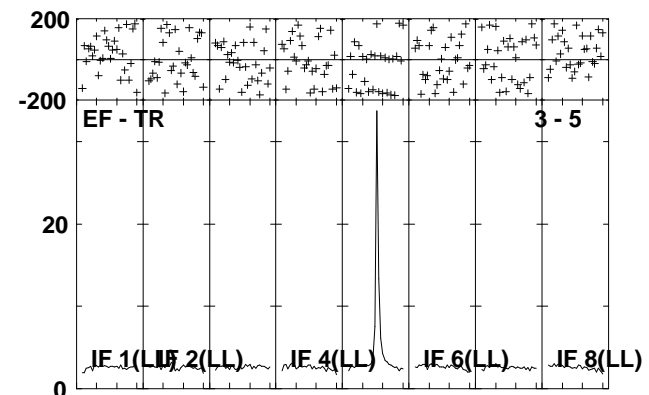 200
-200
EF - TR 3 - 5
20
IF 1(LL) IF 2(LL) IF 4(LL) IF 6(LL) IF 8(LL)
0